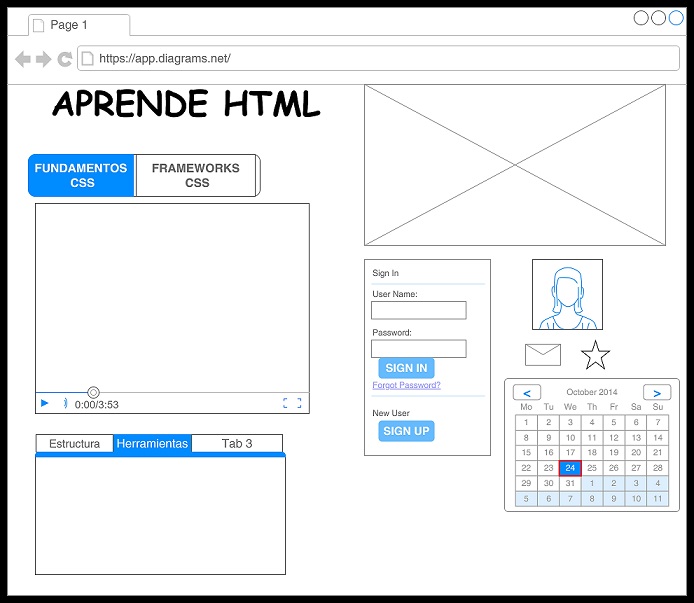 Page 1
https://app.diagrams.net/
APRENDE HTML
FUNDAMENTOS
CSS
FRAMEWORKS
CSS
0:00/3:53
Estructura Herramientas Tab 3
Sign In
User Name:
Password:
SIGN IN
Forgot Password?
New User
SIGN UP
< October 2014 >
Mo Tu We Th Fr Sa Su
1 2 3 4 5 6 7
8 9 10 11 12 13 14
15 16 17 18 19 20 21
22 23 24 25 26 27 28
29 30 31 1 2 3 4
5 6 7 8 9 10 11